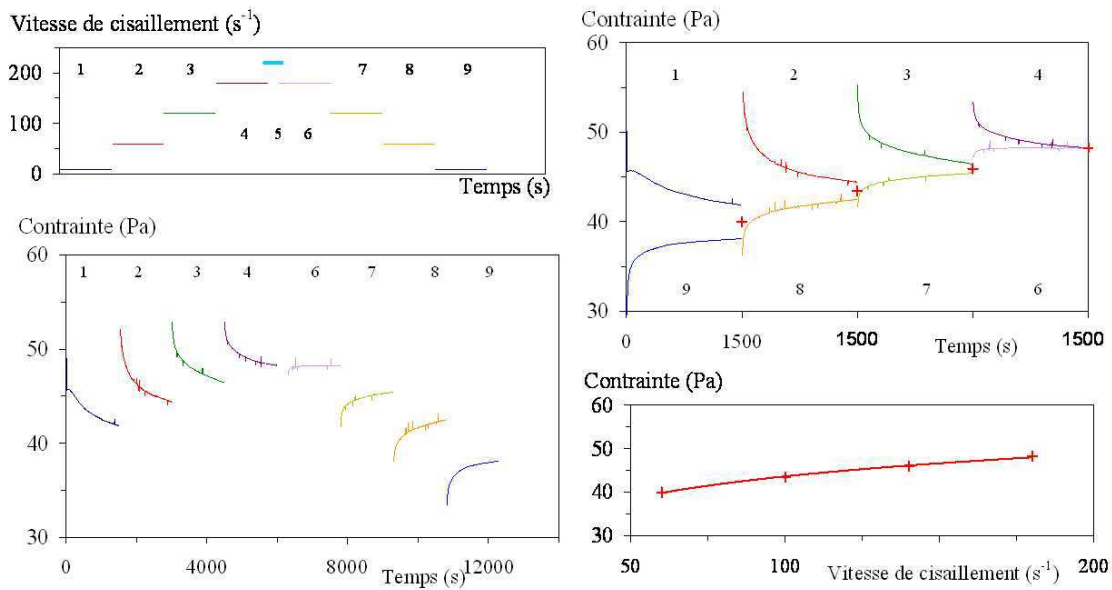 Vitesse de cisaillement (s⁻¹)
200
1 2 3 7 8 9
100
4 5 6
0
Temps (s)
Contrainte (Pa)
60
1 2 3 4 6 7 8 9
50
40
30
0 4000 8000 12000
Temps (s)
Contrainte (Pa)
60
1 2 3 4
50
40
9 8 7 6
30
0 1500 1500 1500
Temps (s)
Contrainte (Pa)
60
50
40
30
50 100 200
Vitesse de cisaillement (s⁻¹)